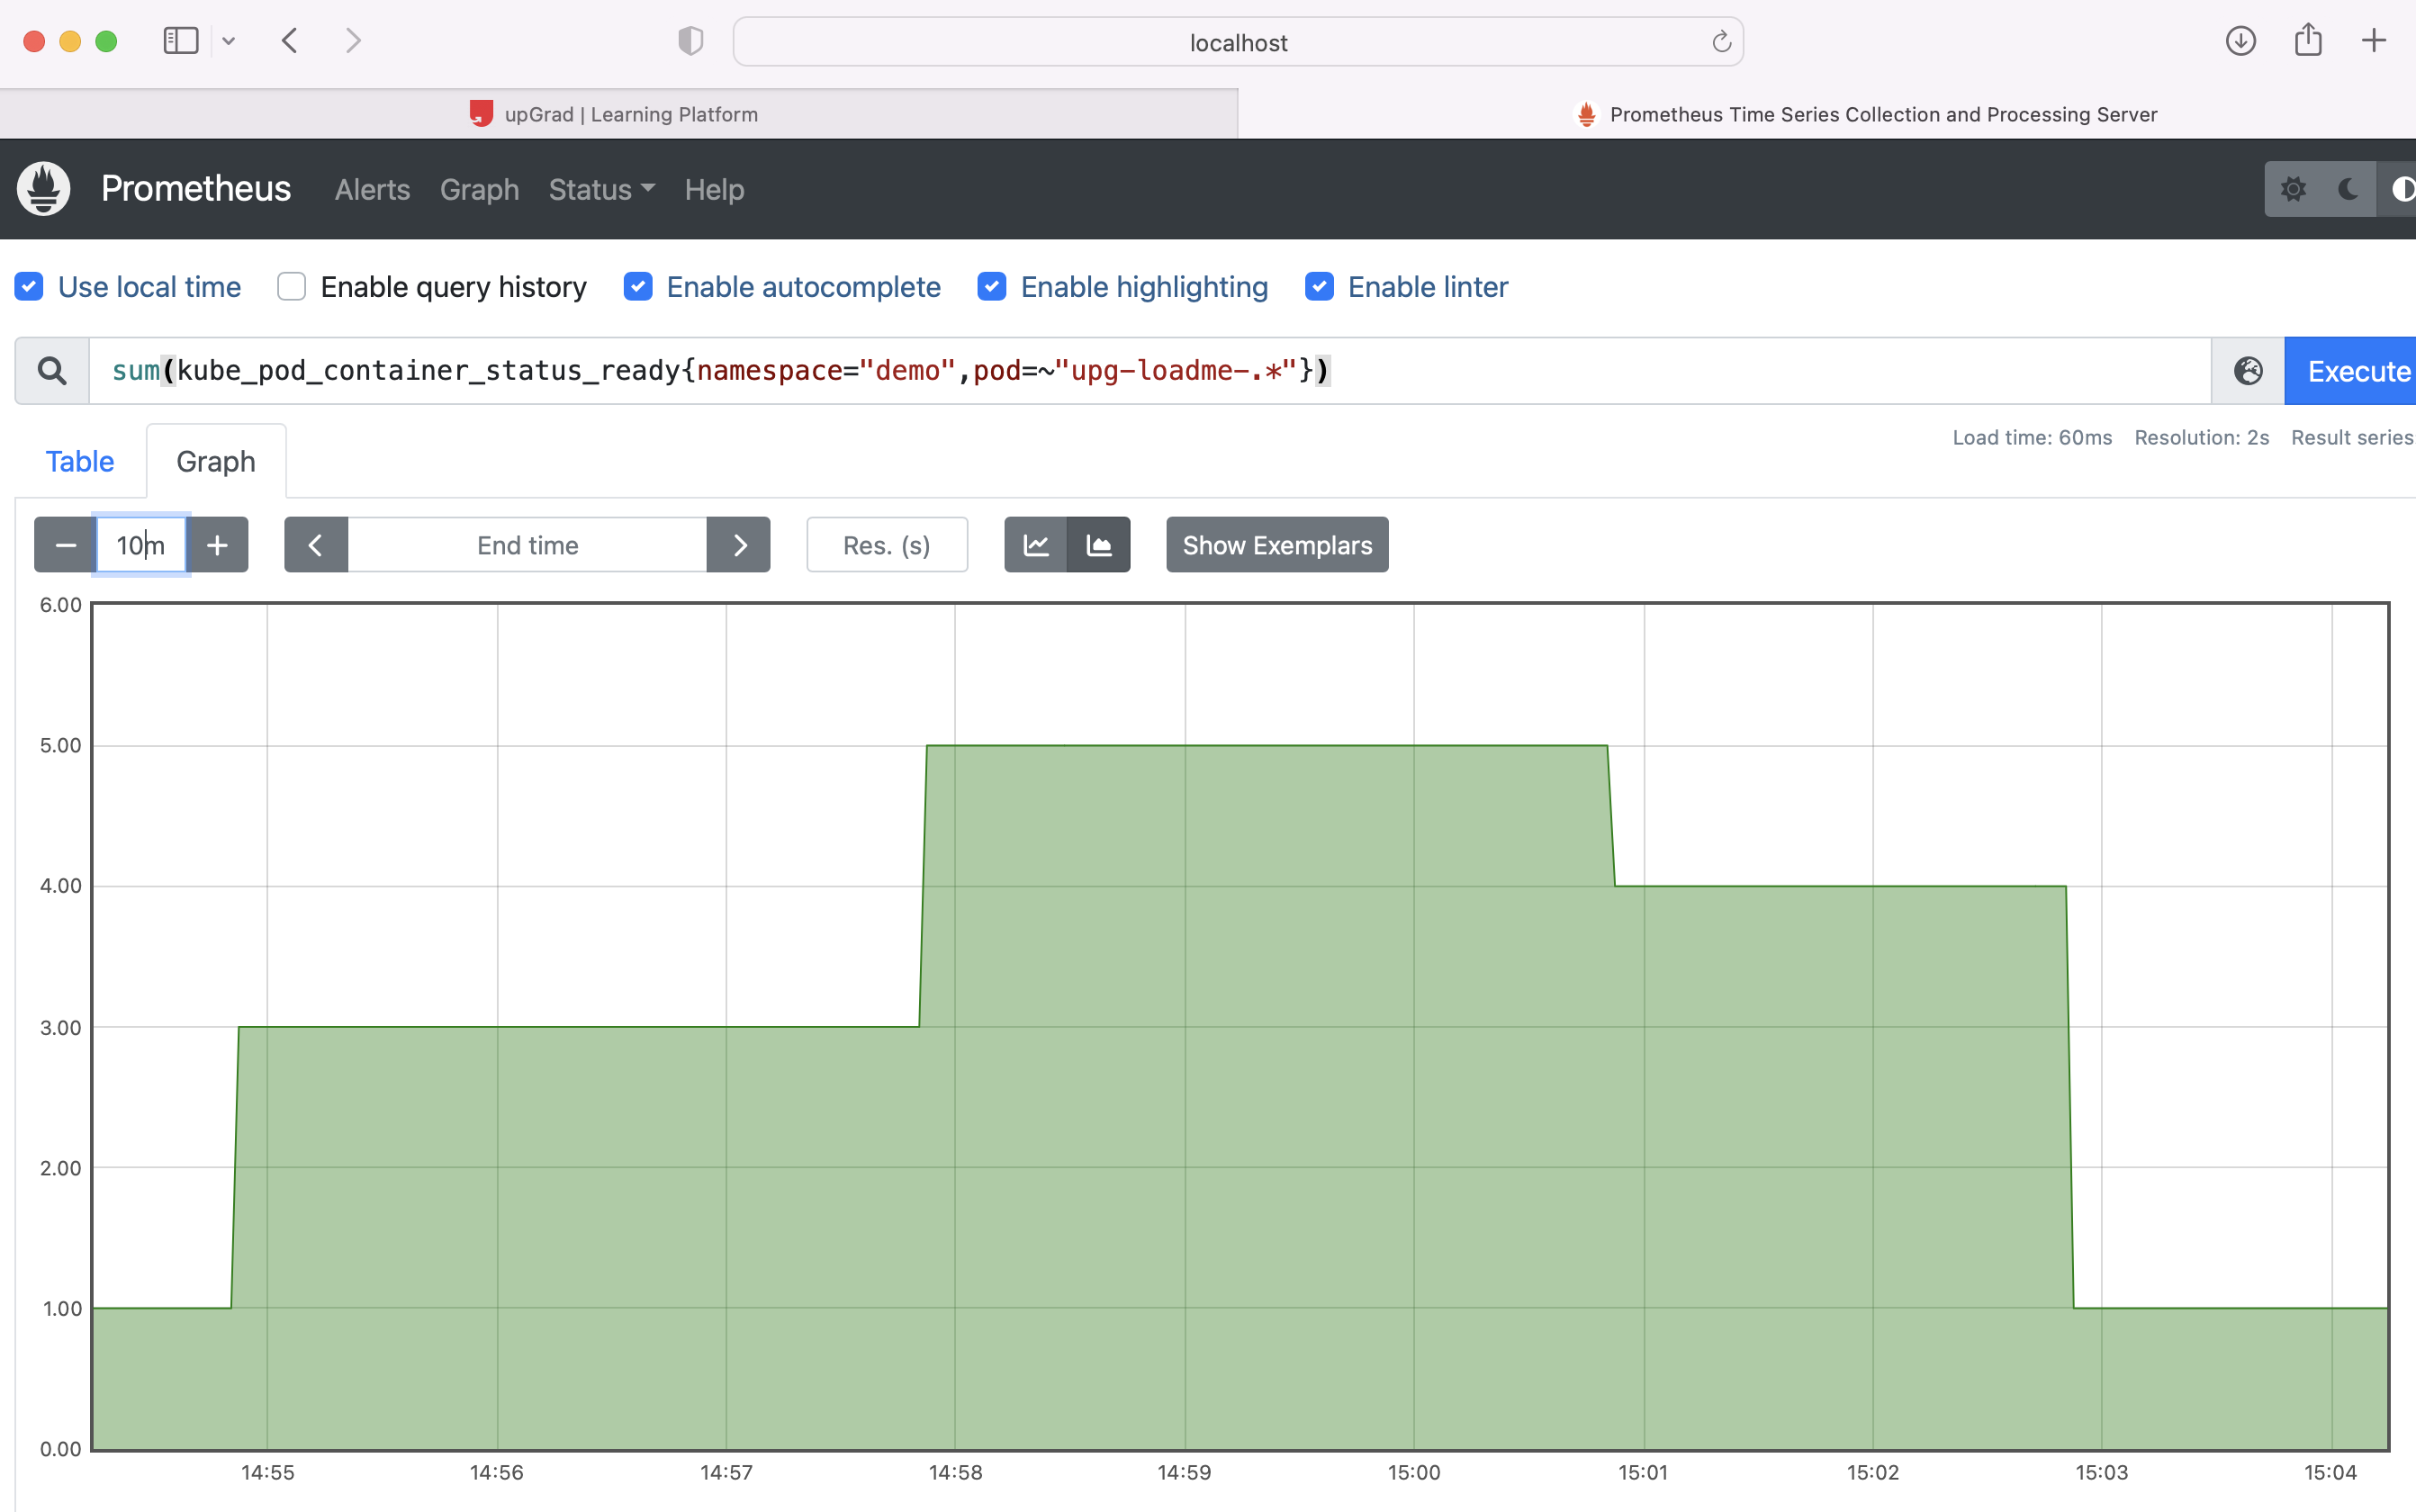 localhost
upGrad | Learning Platform
Prometheus Time Series Collection and Processing Server
Prometheus Alerts Graph Status Help
Use local time Enable query history Enable autocomplete Enable highlighting Enable linter
sum(kube_pod_container_status_ready{namespace="demo",pod=~"upg-loadme-.*"}) Execute
Load time: 60ms Resolution: 2s Result series
Table Graph
10m End time Res. (s) Show Exemplars
6.00
5.00
4.00
3.00
2.00
1.00
0.00
14:55 14:56 14:57 14:58 14:59 15:00 15:01 15:02 15:03 15:04